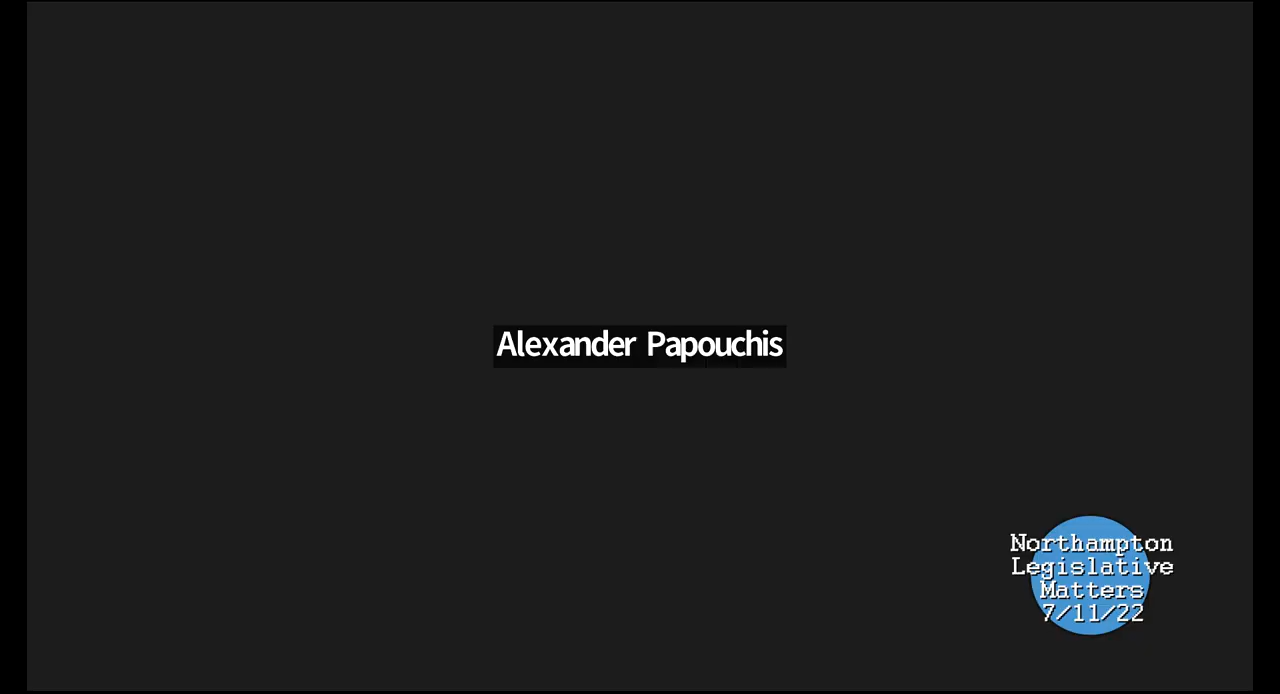 Alexander Papouchis
Northampton
Legislative
Matters
7/11/22